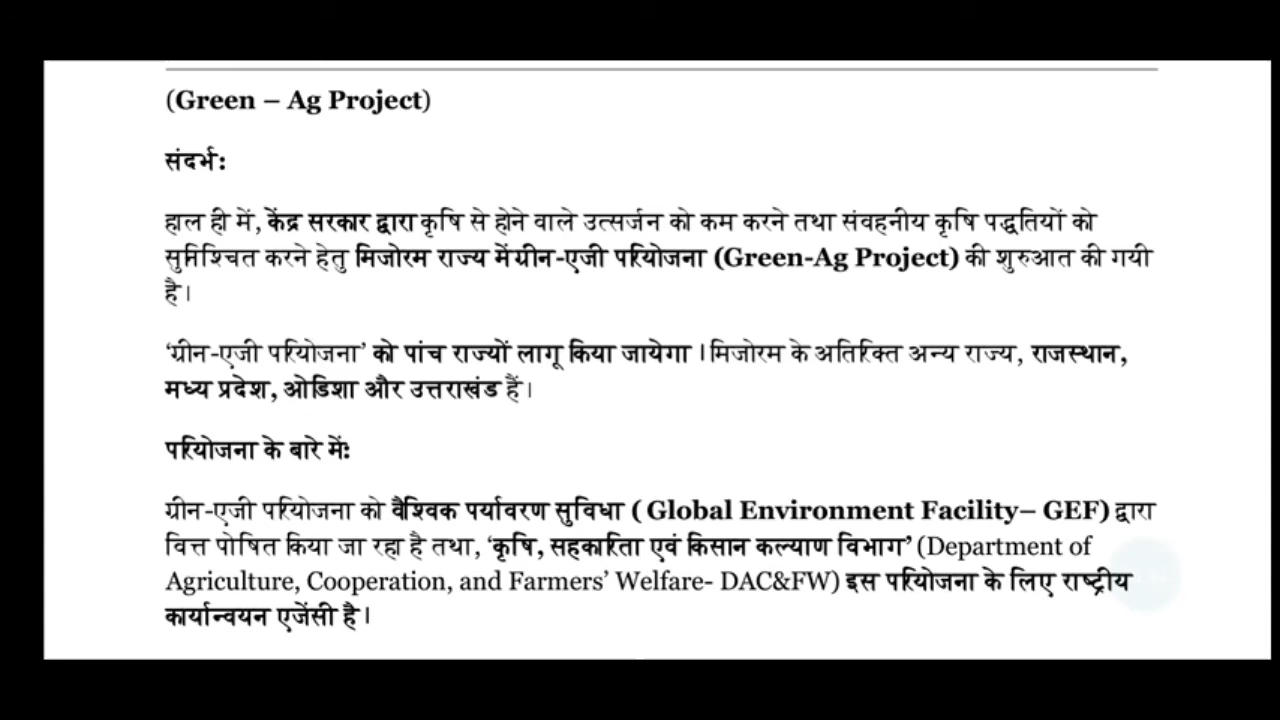 (Green – Ag Project)
संदर्भ:
हाल ही में, केंद्र सरकार द्वारा कृषि से होने वाले उत्सर्जन को कम करने तथा संवहनीय कृषि पद्धतियों को
सुनिश्चित करने हेतु मिजोरम राज्य में ग्रीन-एजी परियोजना (Green-Ag Project) की शुरुआत की गयी
है।
‘ग्रीन-एजी परियोजना’ को पांच राज्यों लागू किया जायेगा। मिजोरम के अतिरिक्त अन्य राज्य, राजस्थान,
मध्य प्रदेश, ओडिशा और उत्तराखंड हैं।
परियोजना के बारे में:
ग्रीन-एजी परियोजना को वैश्विक पर्यावरण सुविधा ( Global Environment Facility– GEF) द्वारा
वित्त पोषित किया जा रहा है तथा, ‘कृषि, सहकारिता एवं किसान कल्याण विभाग’ (Department of
Agriculture, Cooperation, and Farmers’ Welfare- DAC&FW) इस परियोजना के लिए राष्ट्रीय
कार्यान्वयन एजेंसी है।